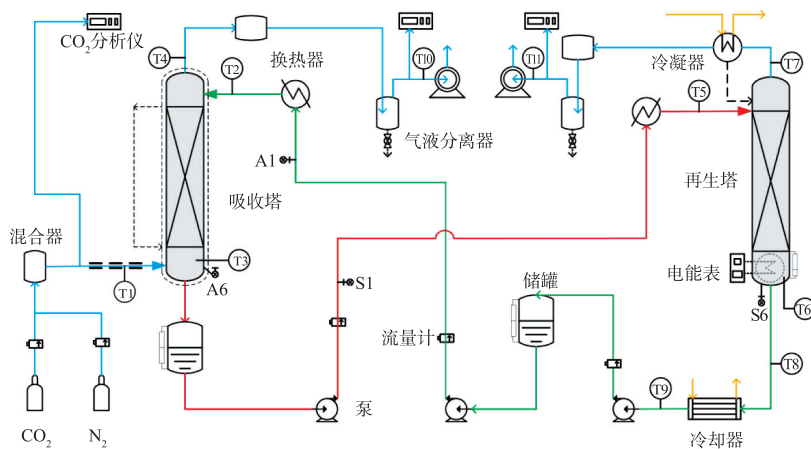 CO₂分析仪
T4
换热器
T2
T10
T11
冷凝器
T7
T5
气液分离器
A1
吸收塔
再生塔
混合器
T3
T1
A6
S1
储罐
电能表
S6
T6
流量计
T8
T9
泵
冷却器
CO₂
N₂